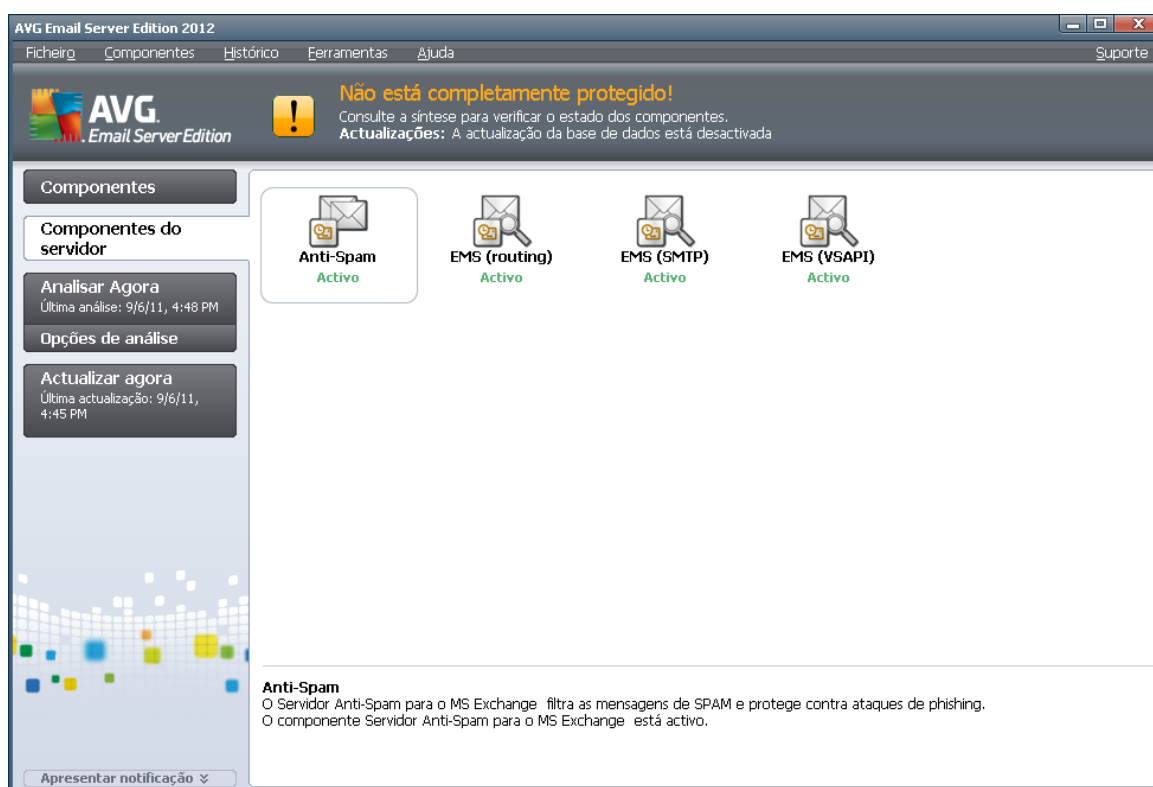 AVG Email Server Edition 2012
Ficheiro Componentes Histórico Ferramentas Ajuda Suporte
AVG.
Email Server Edition
!
Não está completamente protegido!
Consulte a síntese para verificar o estado dos componentes.
Actualizações: A actualização da base de dados está desactivada
Componentes
Componentes do
servidor
Analisar Agora
Última análise: 9/6/11, 4:48 PM
Opções de análise
Actualizar agora
Última actualização: 9/6/11,
4:45 PM
Anti-Spam
Activo
EMS (routing)
Activo
EMS (SMTP)
Activo
EMS (VSAPI)
Activo
Anti-Spam
O Servidor Anti-Spam para o MS Exchange filtra as mensagens de SPAM e protege contra ataques de phishing.
O componente Servidor Anti-Spam para o MS Exchange está activo.
Apresentar notificação